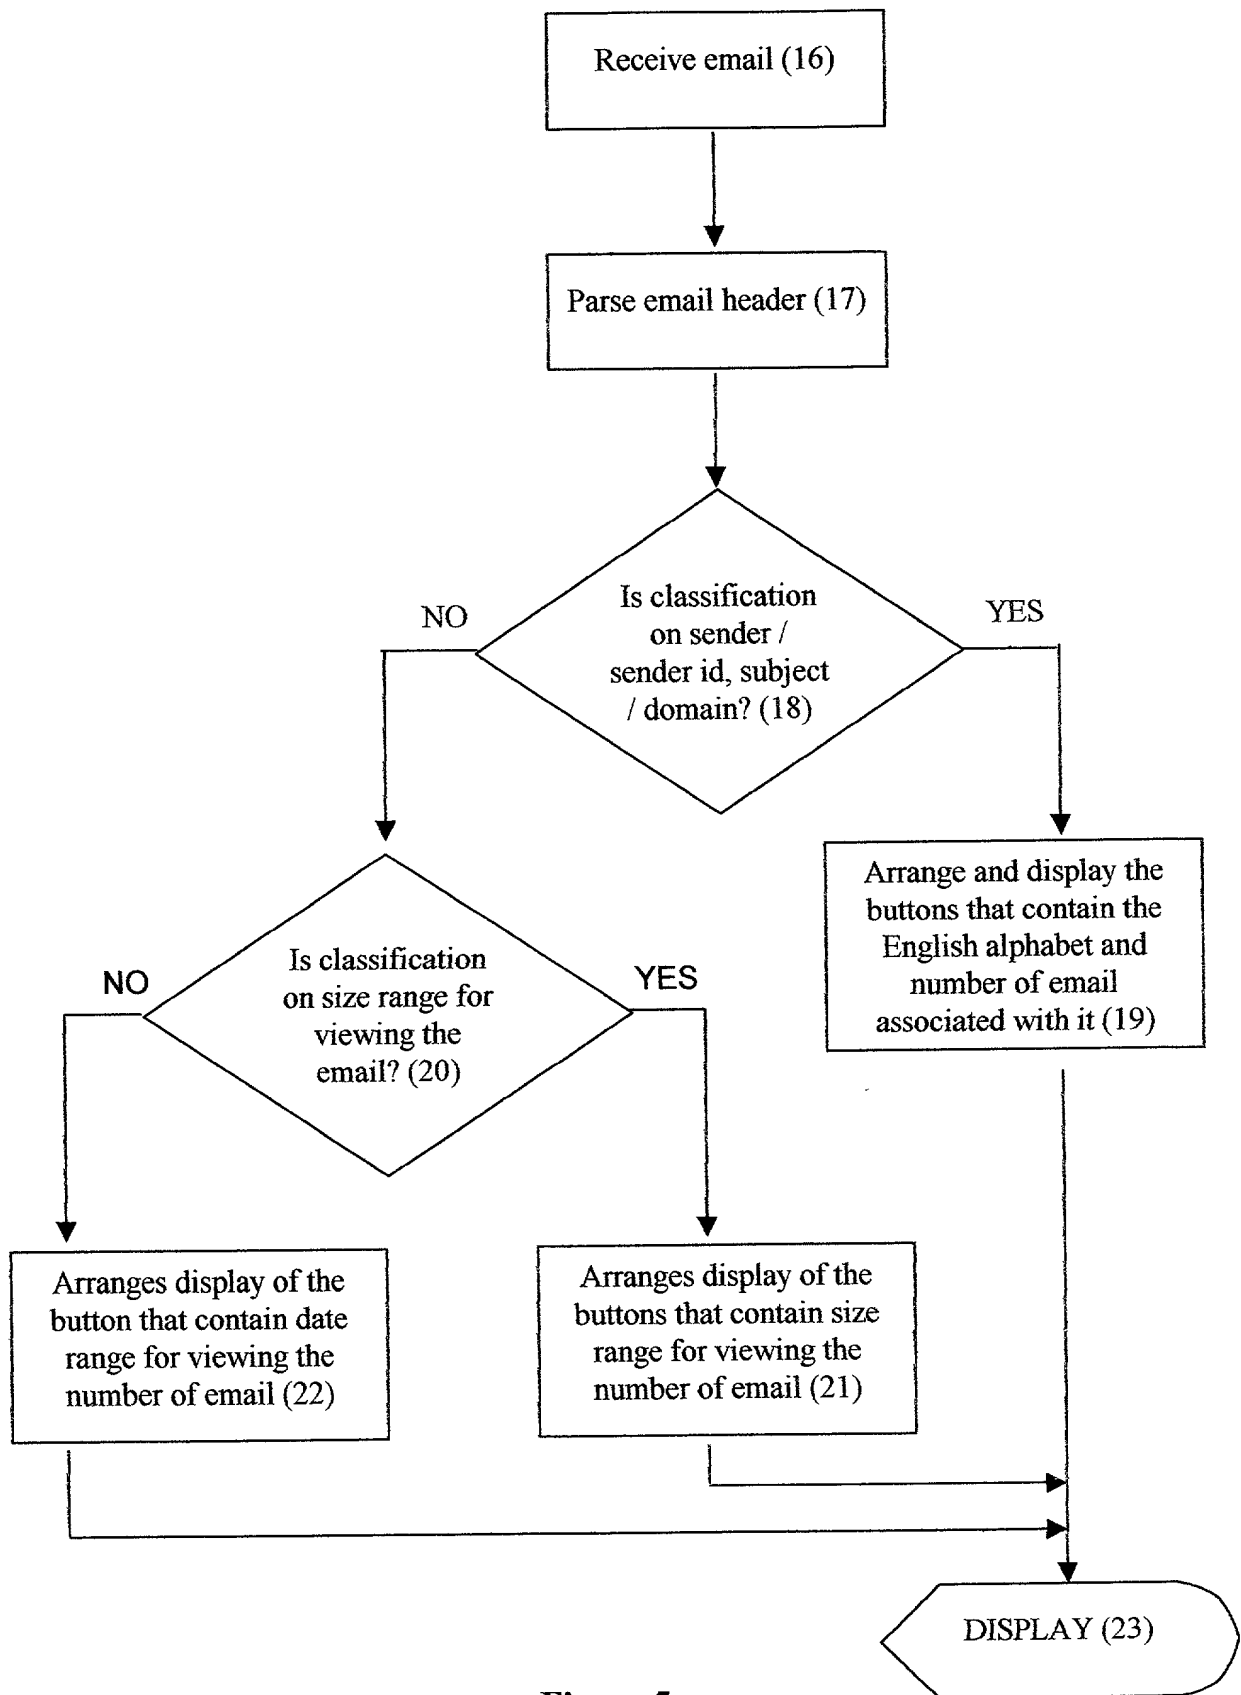 Receive email (16)
Parse email header (17)
Is classification
on sender /
sender id, subject
/ domain? (18)
NO
YES
Arrange and display the
buttons that contain the
English alphabet and
number of email
associated with it (19)
Is classification
on size range for
viewing the
email? (20)
NO
YES
Arranges display of the
button that contain date
range for viewing the
number of email (22)
Arranges display of the
buttons that contain size
range for viewing the
number of email (21)
DISPLAY (23)